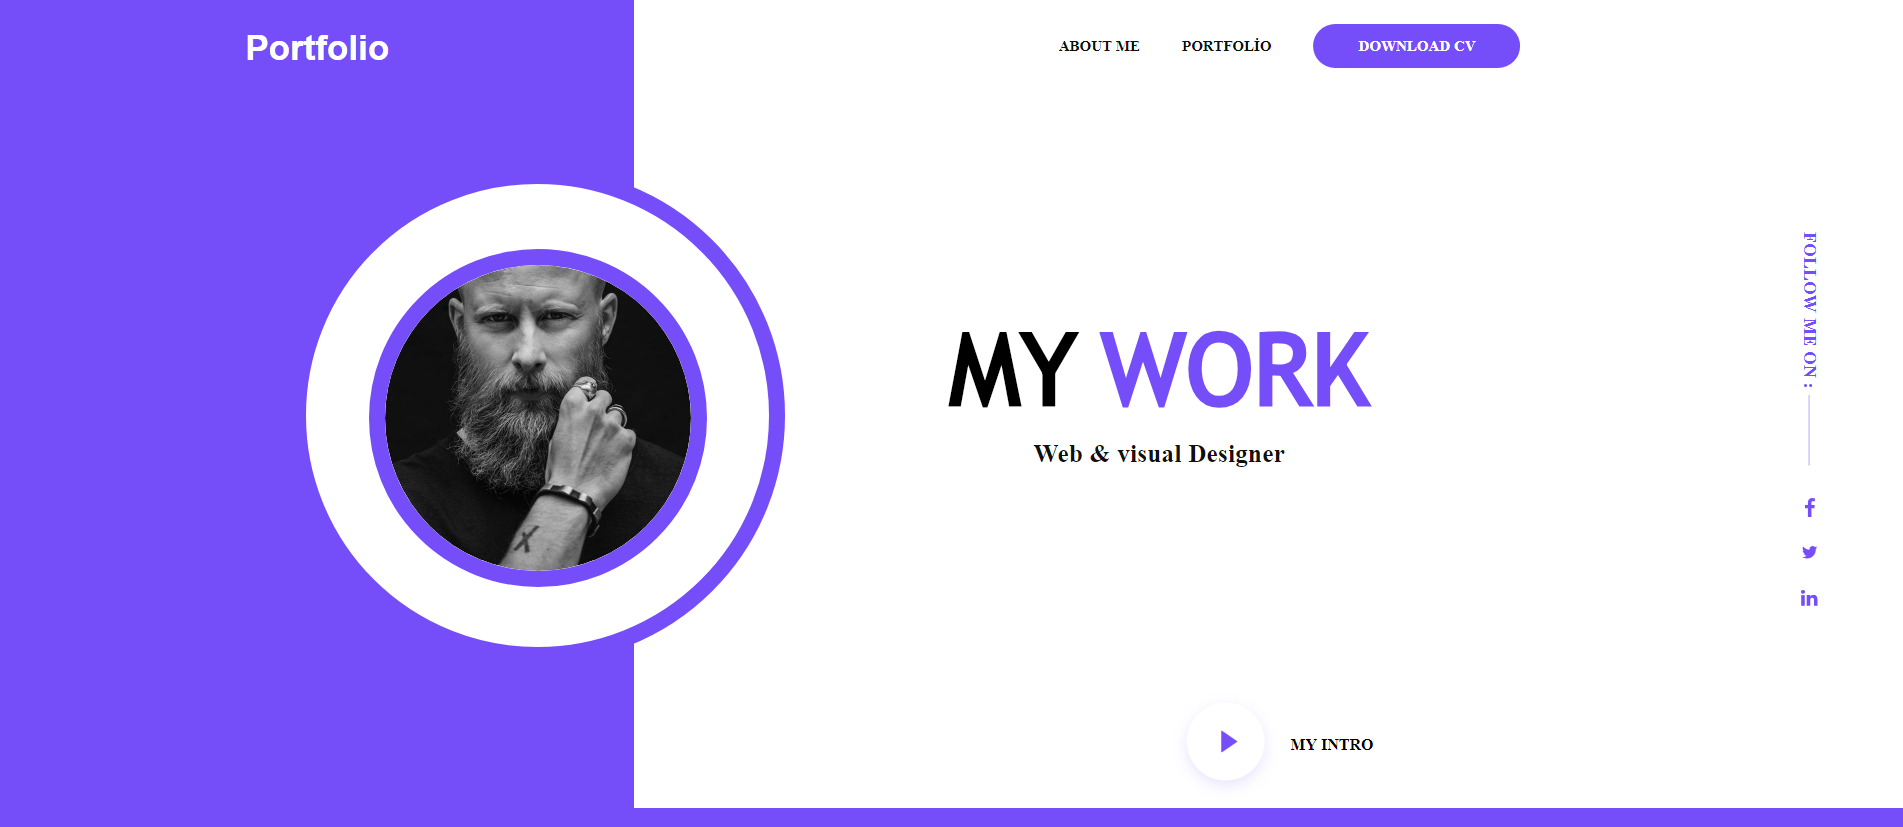 Portfolio
ABOUT ME
PORTFOLİO
DOWNLOAD CV
MY WORK
Web & visual Designer
FOLLOW ME ON :
MY INTRO